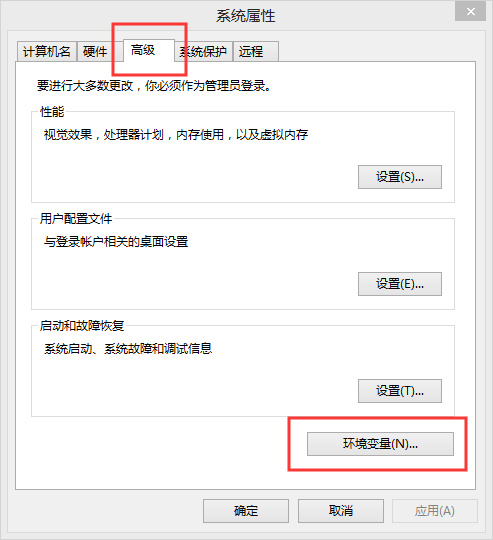 系统属性
计算机名 硬件 高级 系统保护 远程
要进行大多数更改，你必须作为管理员登录。
性能
视觉效果，处理器计划，内存使用，以及虚拟内存
设置(S)...
用户配置文件
与登录帐户相关的桌面设置
设置(E)...
启动和故障恢复
系统启动、系统故障和调试信息
设置(T)...
环境变量(N)...
确定 取消 应用(A)